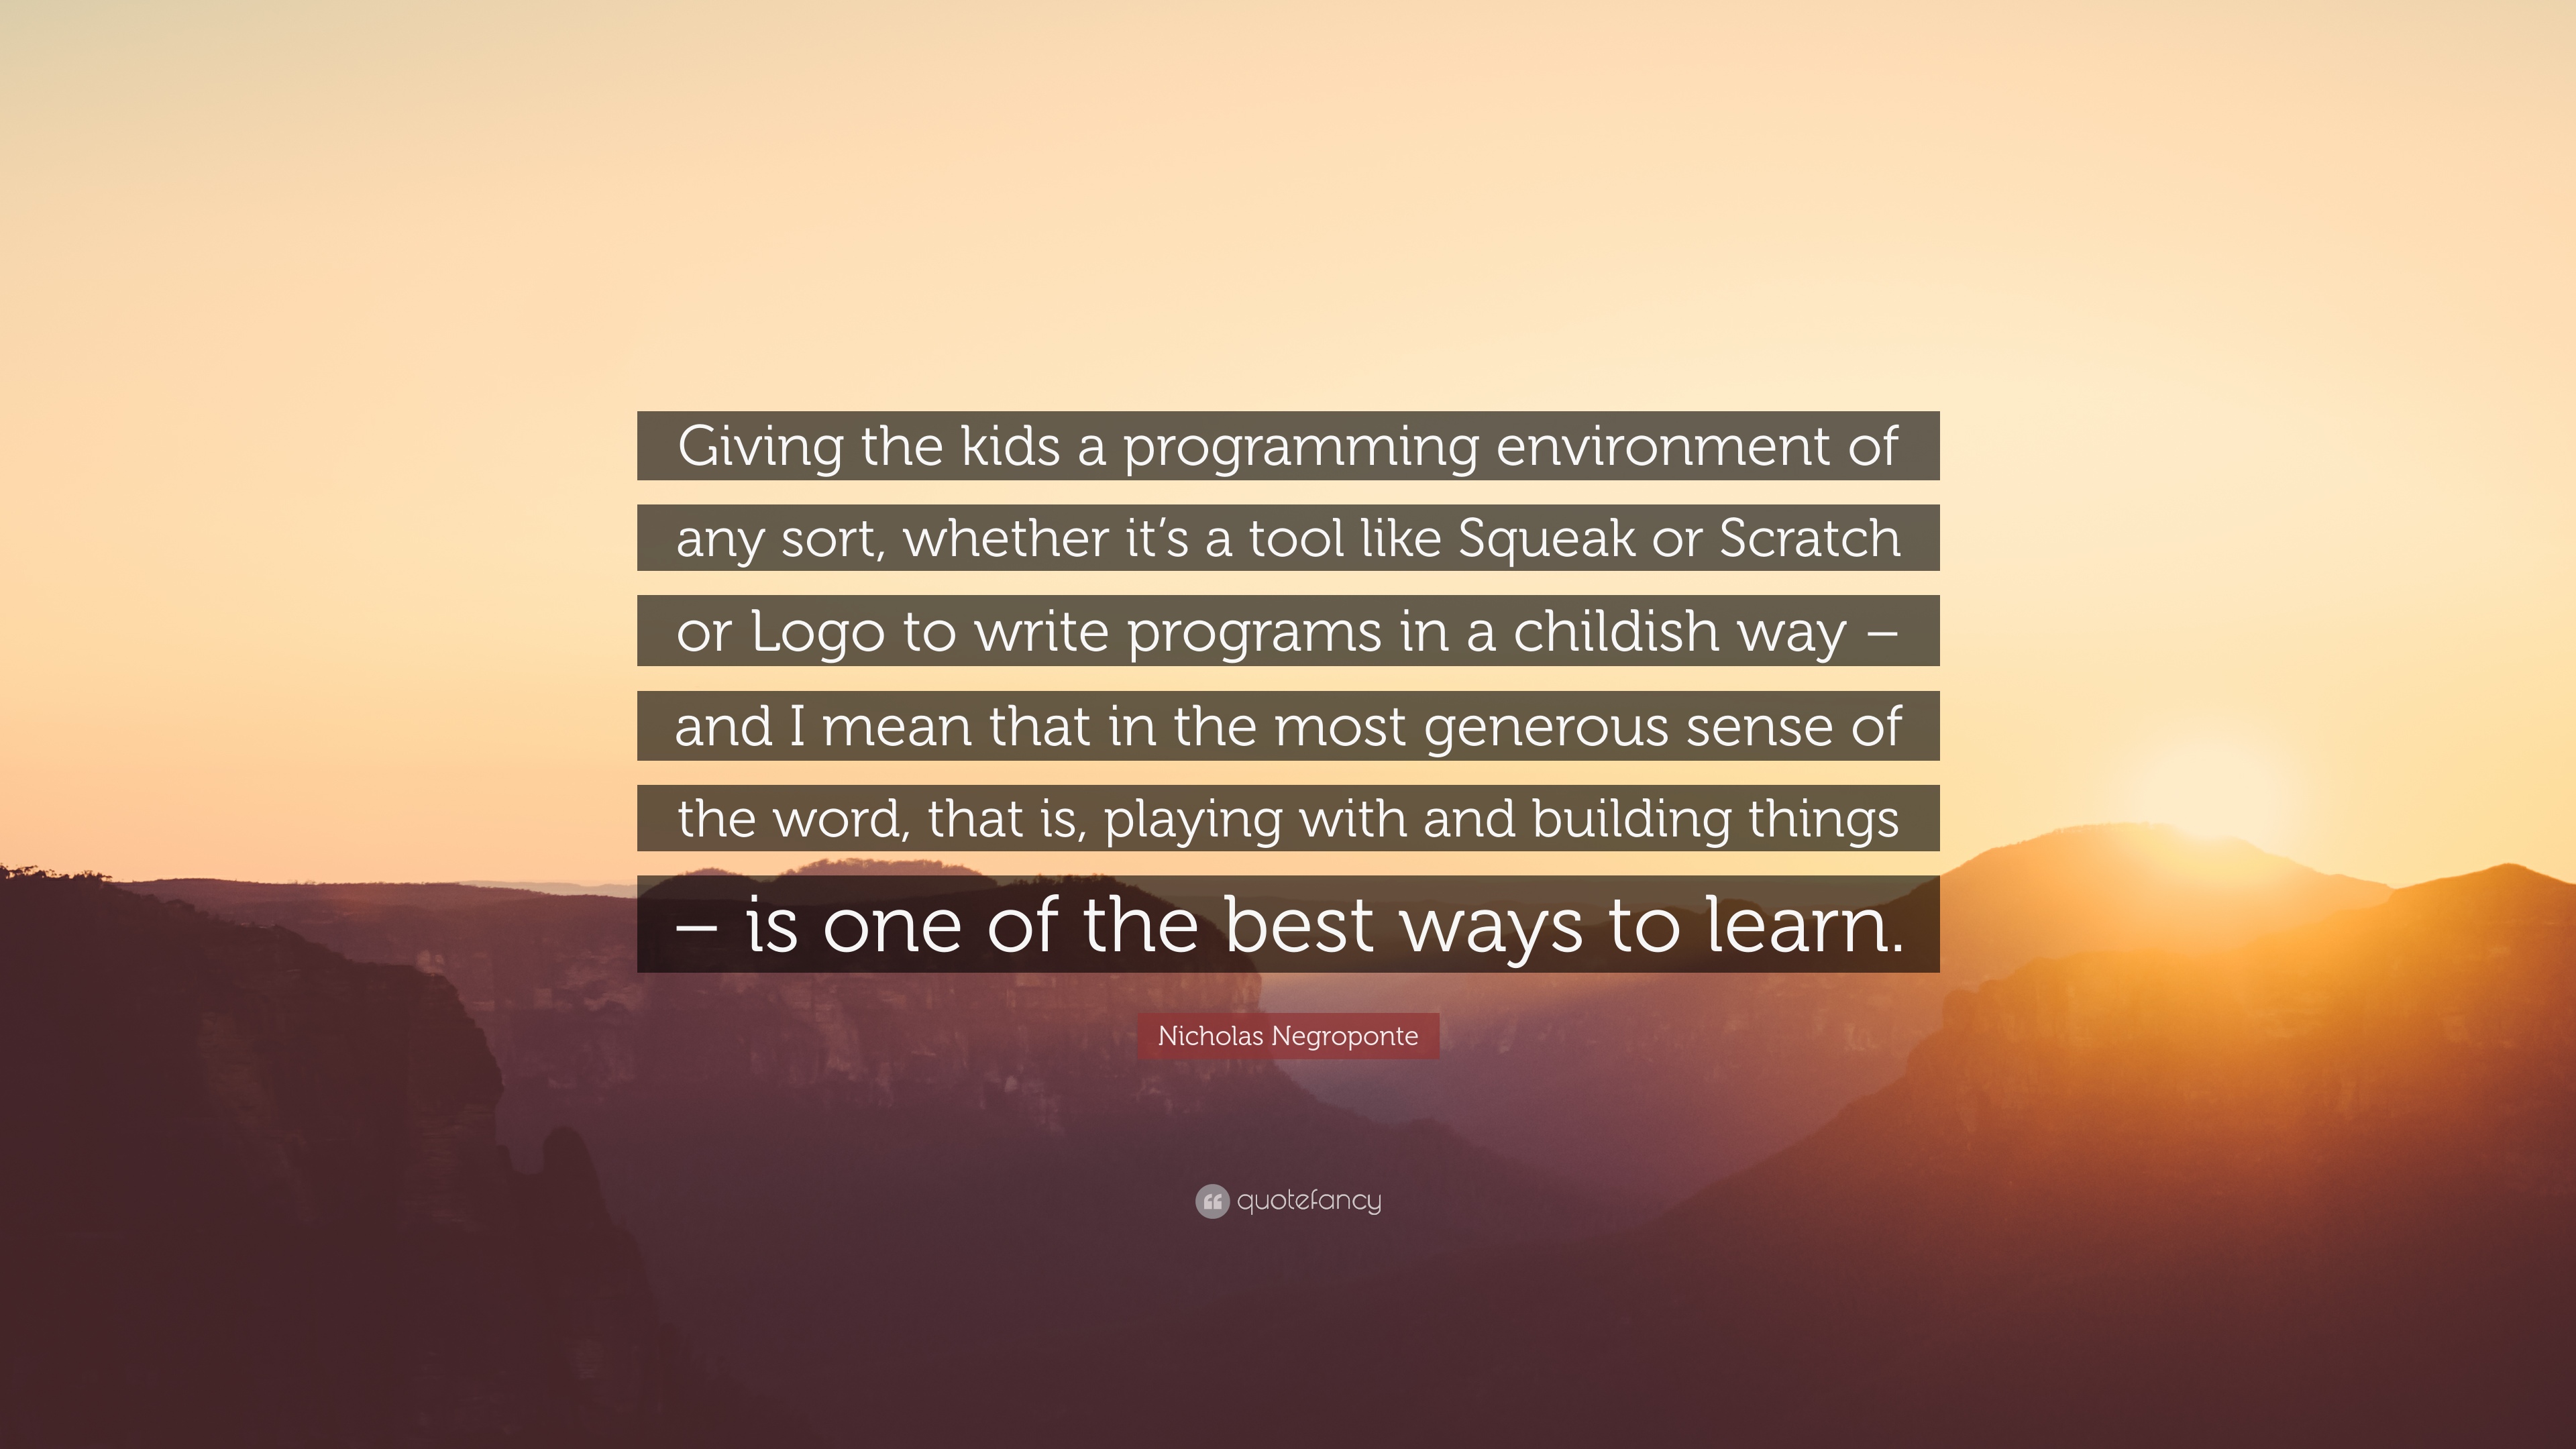 Giving the kids a programming environment of
any sort, whether it’s a tool like Squeak or Scratch
or Logo to write programs in a childish way –
and I mean that in the most generous sense of
the word, that is, playing with and building things
– is one of the best ways to learn.
Nicholas Negroponte
quotefancy